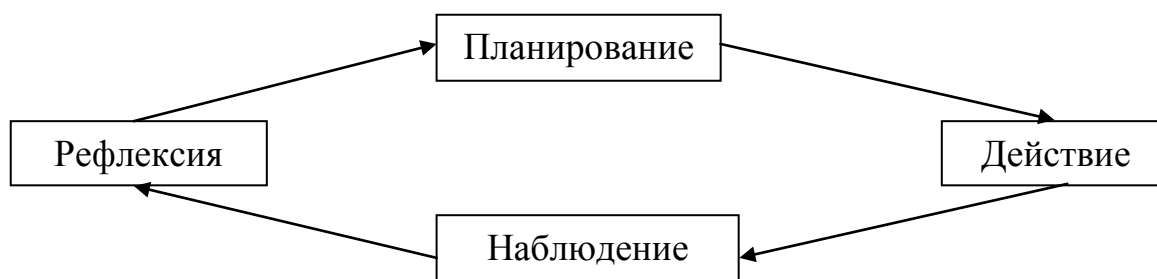 Планирование
Рефлексия
Действие
Наблюдение